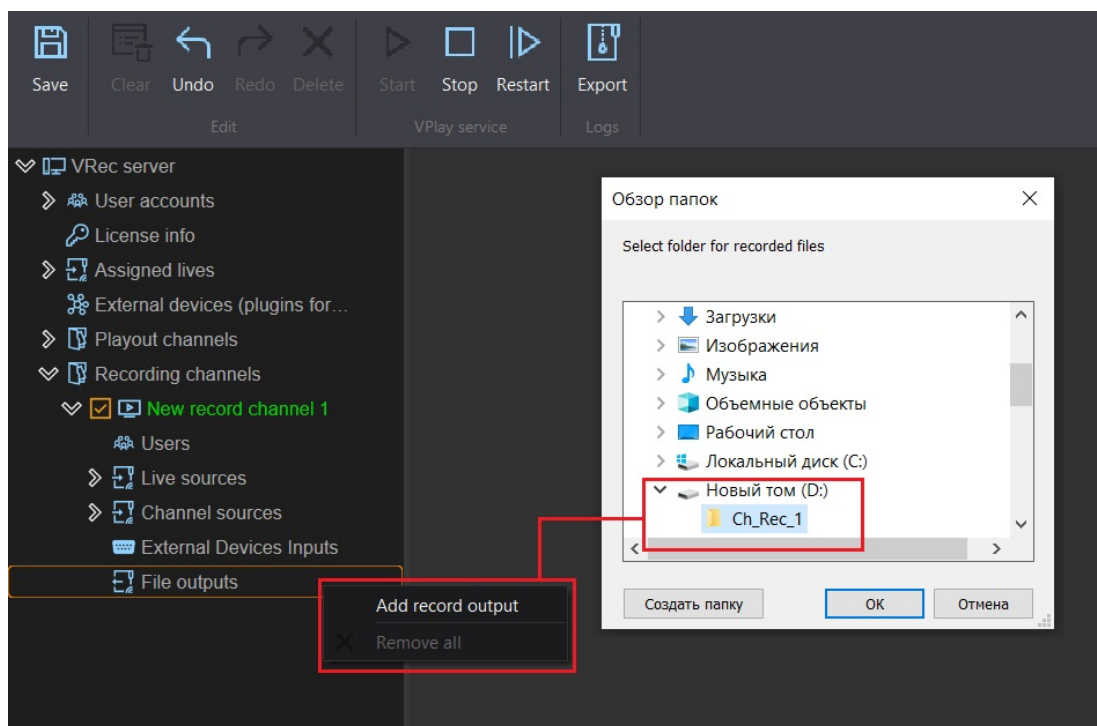 Save
Clear
Undo
Redo
Delete
Start
Stop
Restart
Export
Edit
VPlay service
Logs
VRec server
User accounts
License info
Assigned lives
External devices (plugins for...
Playout channels
Recording channels
New record channel 1
Users
Live sources
Channel sources
External Devices Inputs
File outputs
Add record output
Remove all
Обзор папок
Select folder for recorded files
Загрузки
Изображения
Музыка
Объемные объекты
Рабочий стол
Локальный диск (C:)
Новый том (D:)
Ch_Rec_1
Создать папку
ОК
Отмена